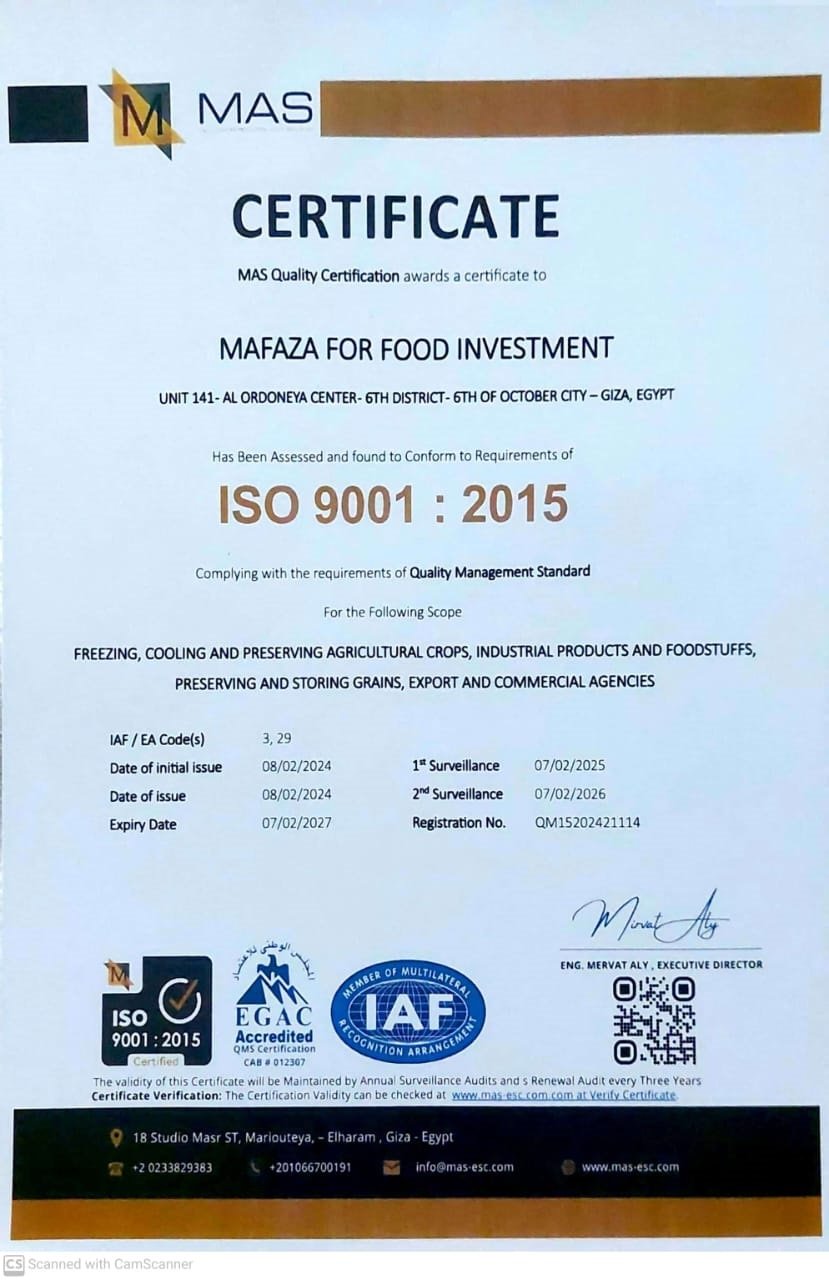 M MAS
CERTIFICATE
MAS Quality Certification awards a certificate to
MAFAZA FOR FOOD INVESTMENT
UNIT 141- AL ORDONEYA CENTER- 6TH DISTRICT- 6TH OF OCTOBER CITY – GIZA, EGYPT
Has Been Assessed and found to Conform to Requirements of
ISO 9001 : 2015
Complying with the requirements of Quality Management Standard
For the Following Scope
FREEZING, COOLING AND PRESERVING AGRICULTURAL CROPS, INDUSTRIAL PRODUCTS AND FOODSTUFFS,
PRESERVING AND STORING GRAINS, EXPORT AND COMMERCIAL AGENCIES
IAF / EA Code(s) 3, 29
Date of initial issue 08/02/2024 1st Surveillance 07/02/2025
Date of issue 08/02/2024 2nd Surveillance 07/02/2026
Expiry Date 07/02/2027 Registration No. QM15202421114
Mirvat Aly
ENG. MERVAT ALY , EXECUTIVE DIRECTOR
M
ISO
9001 : 2015
Certified
المجلس الوطني للاعتماد
EGAC
Accredited
QMS Certification
CAB # 012307
MEMBER OF MULTILATERAL
IAF
RECOGNITION ARRANGEMENT
The validity of this Certificate will be Maintained by Annual Surveillance Audits and s Renewal Audit every Three Years
Certificate Verification: The Certification Validity can be checked at www.mas-esc.com.com at Verify Certificate.
18 Studio Masr ST, Mariouteya, – Elharam , Giza - Egypt
+2 0233829383 +201066700191 info@mas-esc.com www.mas-esc.com
CS Scanned with CamScanner